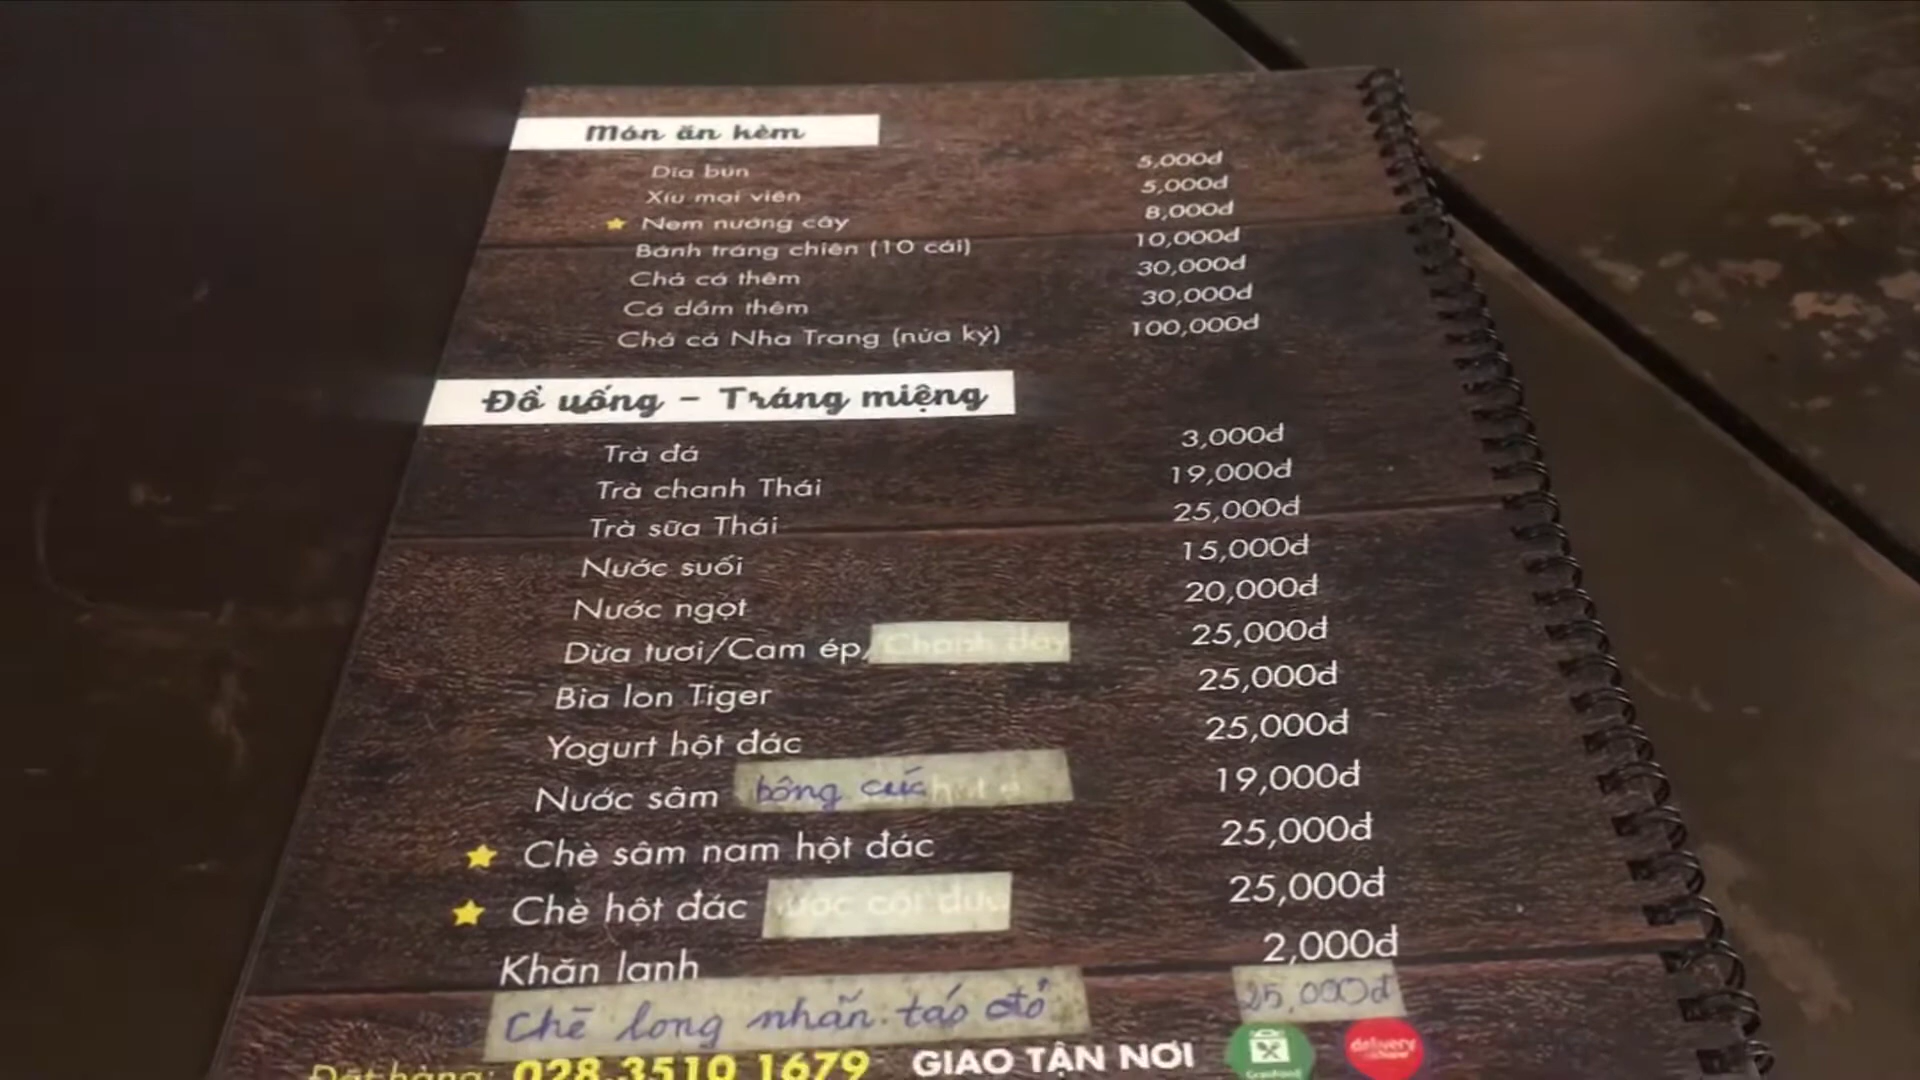 Món ăn kèm
Dĩa bún 5,000đ
Xíu mại viên 5,000đ
Nem nướng cây 8,000đ
Bánh tráng chiên (10 cái) 10,000đ
Chả cá thêm 30,000đ
Cá dầm thêm 30,000đ
Chả cá Nha Trang (nửa ký) 100,000đ
Đồ uống - Tráng miệng
Trà đá 3,000đ
Trà chanh Thái 19,000đ
Trà sữa Thái 25,000đ
Nước suối 15,000đ
Nước ngọt 20,000đ
Dừa tươi/Cam ép/Chanh dây 25,000đ
Bia lon Tiger 25,000đ
Yogurt hột đác 25,000đ
Nước sâm bông cúc 19,000đ
Chè sâm nam hột đác 25,000đ
Chè hột đác 25,000đ
Khăn lạnh 2,000đ
Chè long nhãn táo đỏ 25,000đ
Đặt hàng: 028.3510 1679 GIAO TẬN NƠI
delivery